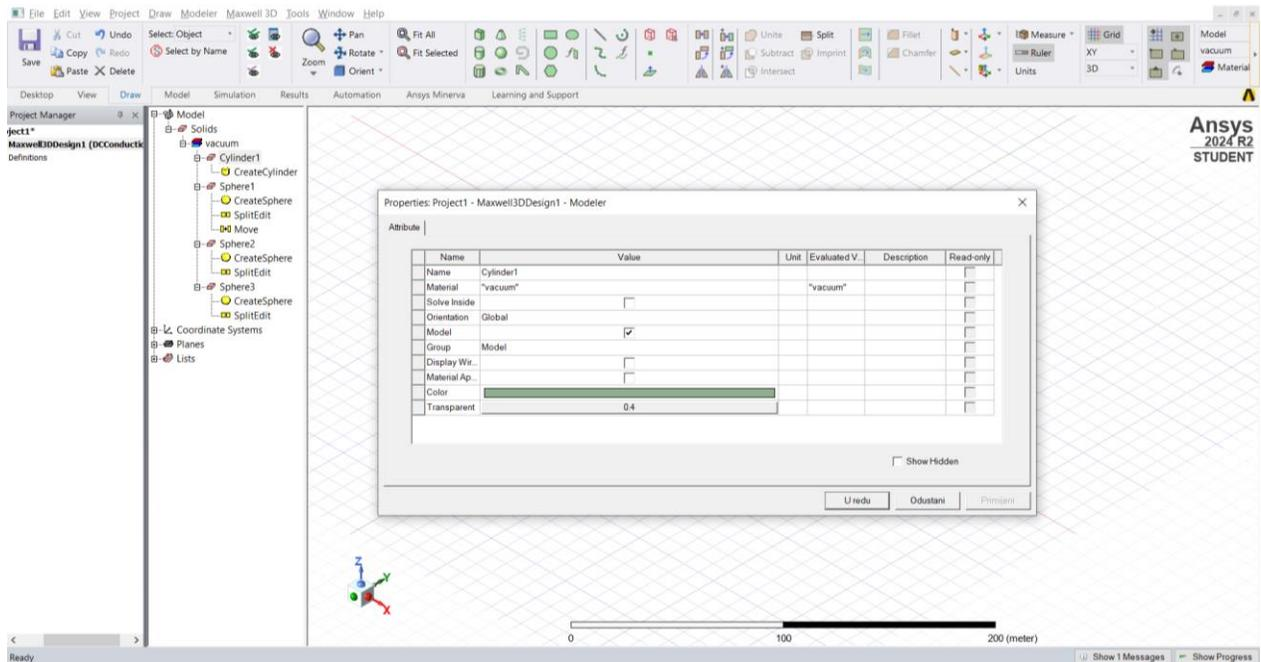 File Edit View Project Draw Modeler Maxwell 3D Tools Window Help
Save
Cut
Copy
Paste
Undo
Redo
Delete
Select: Object
Select by Name
Zoom
Pan
Rotate
Orient
Fit All
Fit Selected
Unite
Subtract
Intersect
Split
Imprint
Fillet
Chamfer
Measure
Ruler
Units
Grid
XY
3D
Model
vacuum
Material
Desktop View Draw Model Simulation Results Automation Ansys Minerva Learning and Support
Project Manager
ject1*
Maxwell3DDesign1 (DCConductic
Definitions
Model
Solids
vacuum
Cylinder1
CreateCylinder
Sphere1
CreateSphere
SplitEdit
Move
Sphere2
CreateSphere
SplitEdit
Sphere3
CreateSphere
SplitEdit
Coordinate Systems
Planes
Lists
Ansys
2024 R2
STUDENT
Properties: Project1 - Maxwell3DDesign1 - Modeler
Attribute
Name Value Unit Evaluated V... Description Read-only
Name Cylinder1
Material "vacuum" "vacuum"
Solve Inside
Orientation Global
Model
Group Model
Display Wir...
Material Ap...
Color
Transparent 0.4
Show Hidden
U redu Odustani Primijeni
Z
Y
X
0 100 200 (meter)
Ready
Show 1 Messages Show Progress